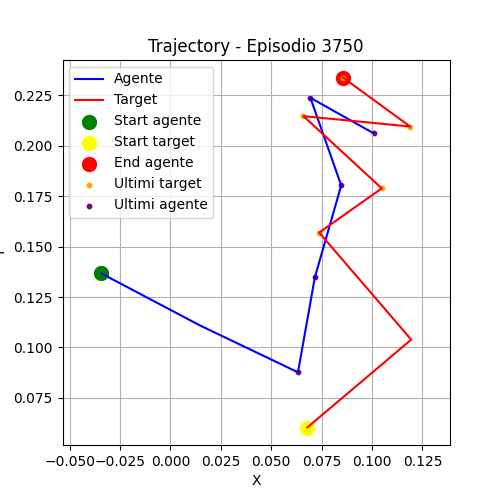 Trajectory - Episodio 3750
Agente
Target
Start agente
Start target
End agente
Ultimi target
Ultimi agente
0.225
0.200
0.175
0.150
0.125
0.100
0.075
−0.050 −0.025 0.000 0.025 0.050 0.075 0.100 0.125
X